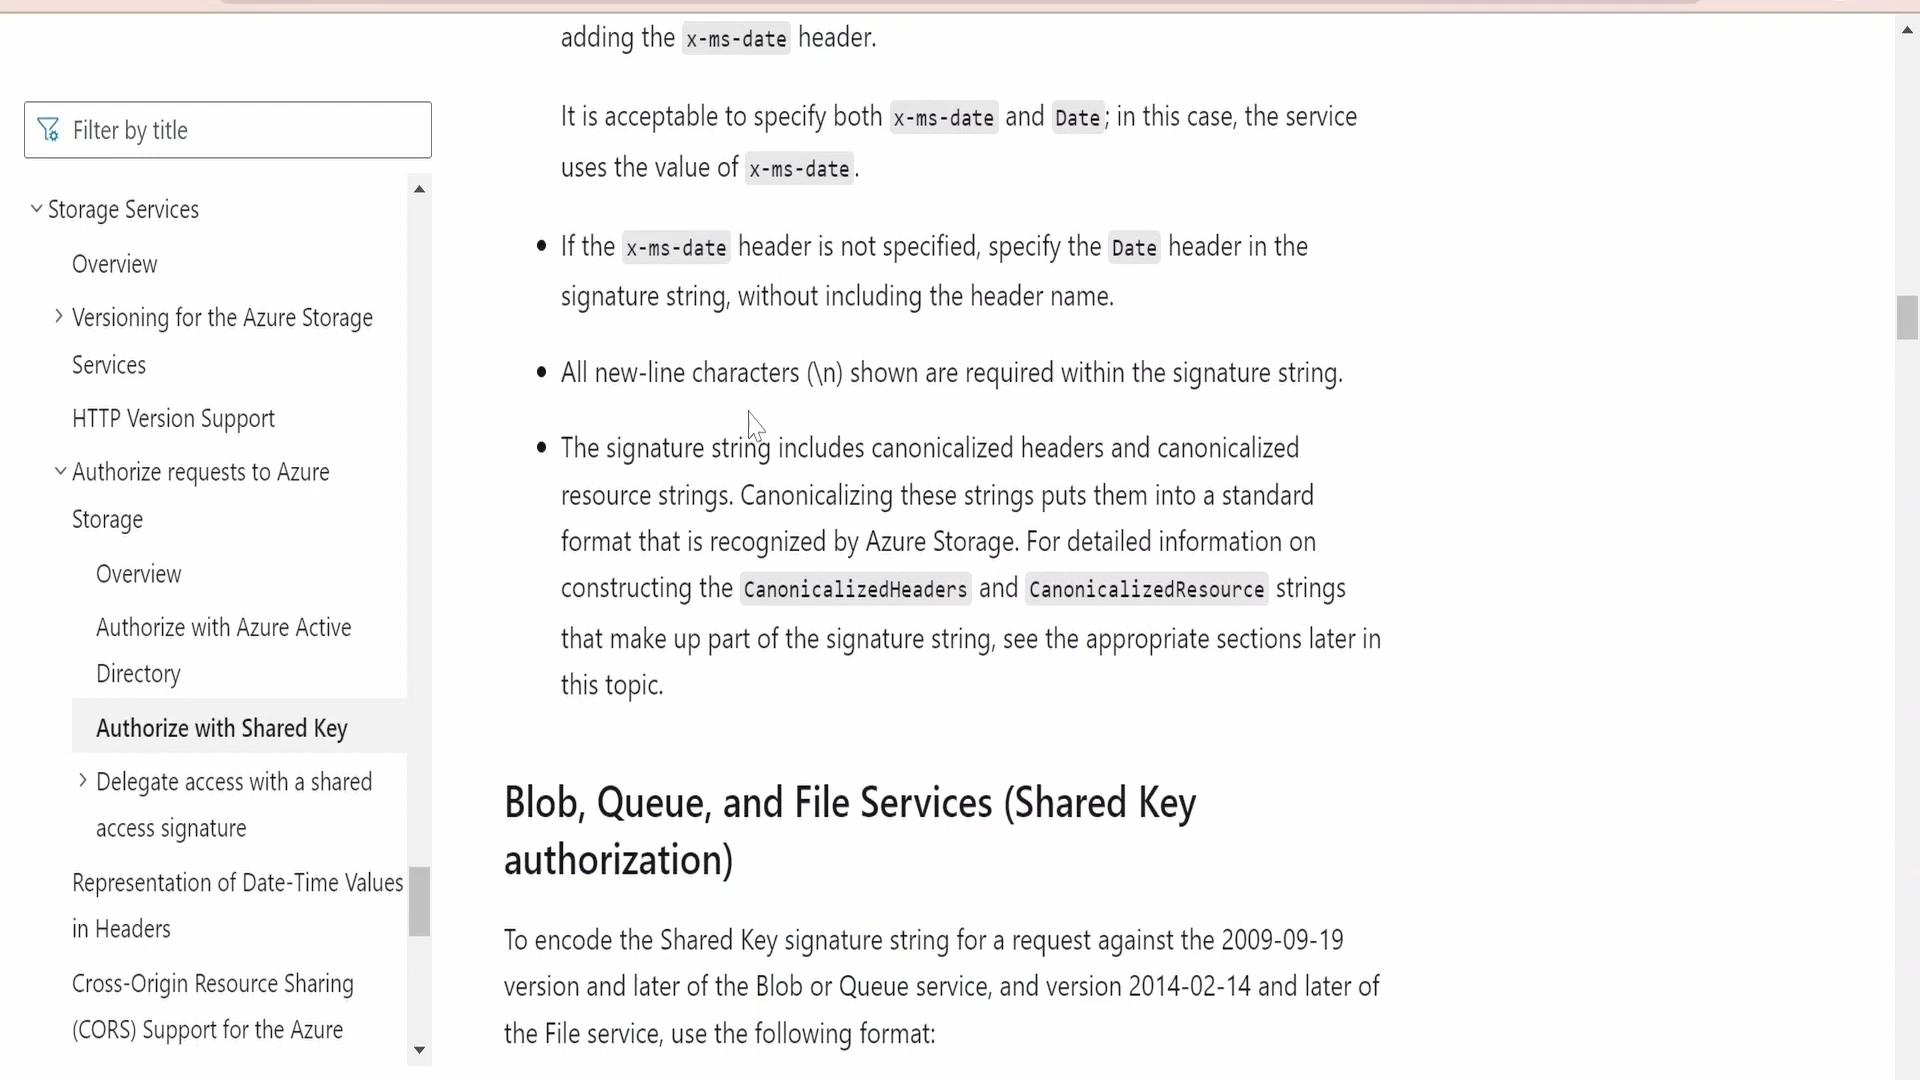 Filter by title
Storage Services
Overview
Versioning for the Azure Storage
Services
HTTP Version Support
Authorize requests to Azure
Storage
Overview
Authorize with Azure Active
Directory
Authorize with Shared Key
Delegate access with a shared
access signature
Representation of Date-Time Values
in Headers
Cross-Origin Resource Sharing
(CORS) Support for the Azure
adding the x-ms-date header.
It is acceptable to specify both x-ms-date and Date; in this case, the service
uses the value of x-ms-date.
• If the x-ms-date header is not specified, specify the Date header in the
signature string, without including the header name.
• All new-line characters (\n) shown are required within the signature string.
• The signature string includes canonicalized headers and canonicalized
resource strings. Canonicalizing these strings puts them into a standard
format that is recognized by Azure Storage. For detailed information on
constructing the CanonicalizedHeaders and CanonicalizedResource strings
that make up part of the signature string, see the appropriate sections later in
this topic.
Blob, Queue, and File Services (Shared Key
authorization)
To encode the Shared Key signature string for a request against the 2009-09-19
version and later of the Blob or Queue service, and version 2014-02-14 and later of
the File service, use the following format: